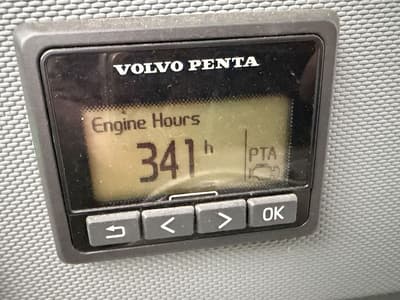 VOLVO PENTA
Engine Hours
341 h
PTA
OK